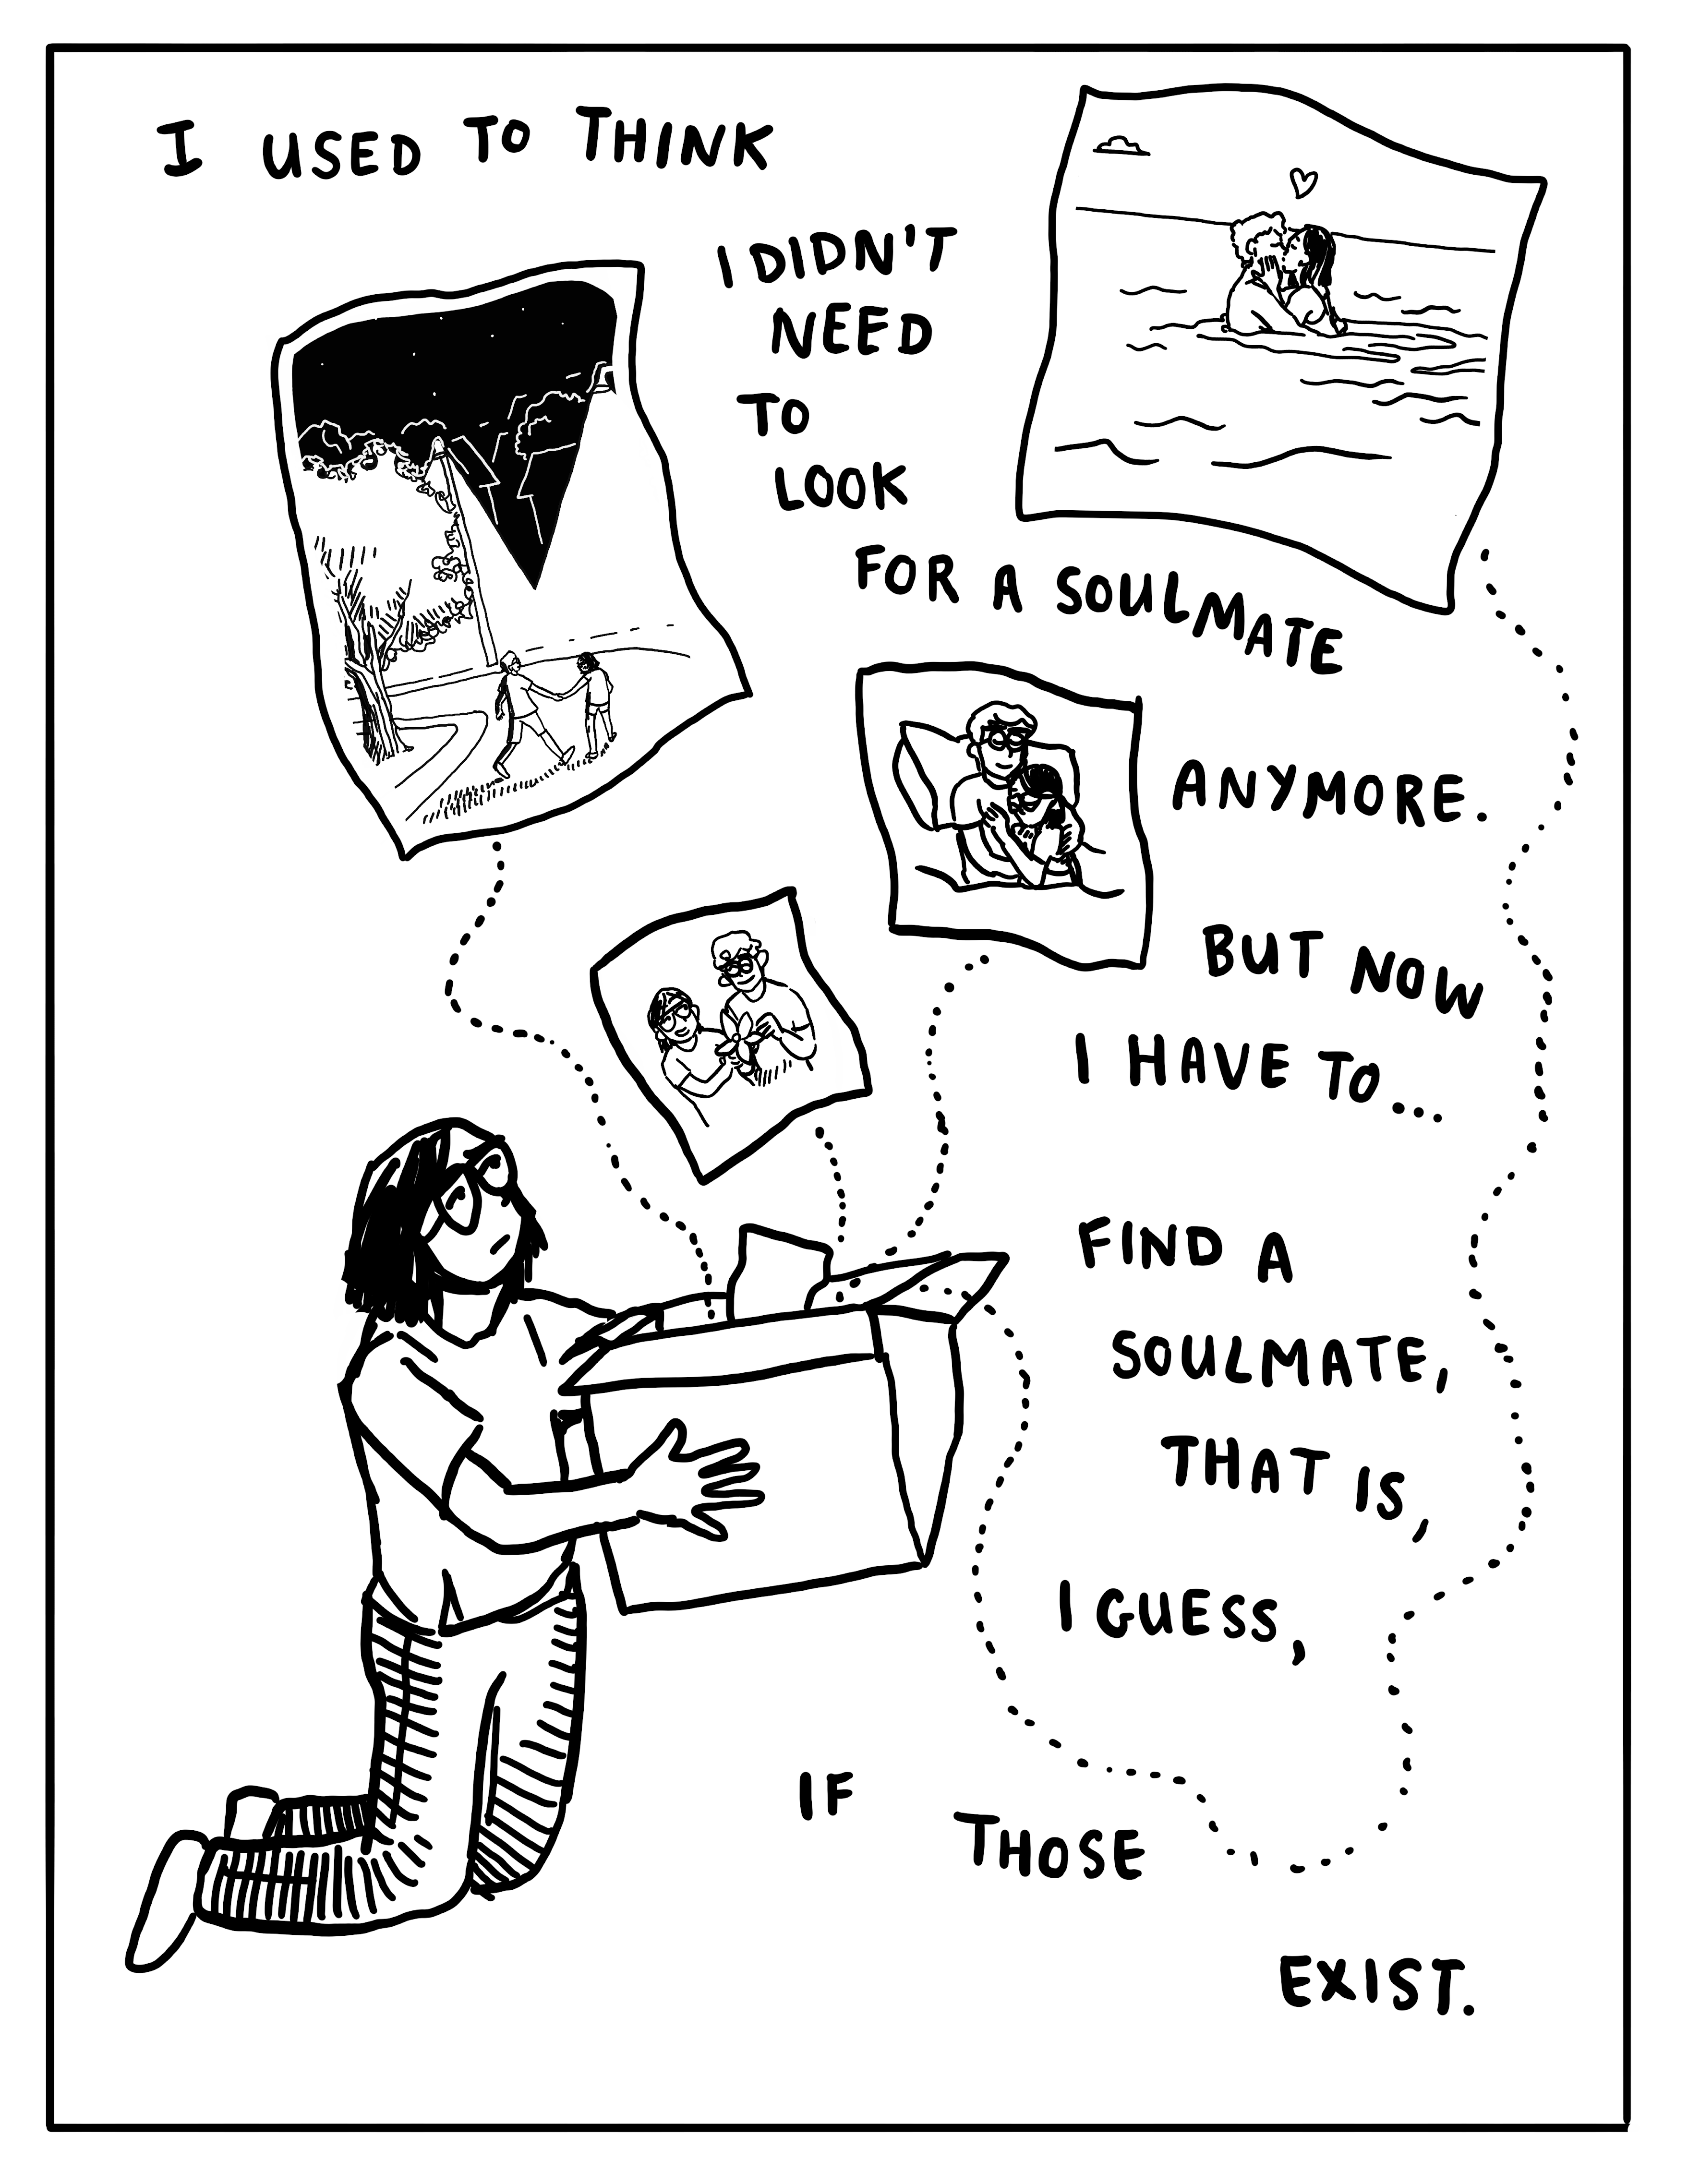 I USED TO THINK
I DIDN'T
NEED
TO
LOOK
FOR A SOULMATE
ANYMORE.
BUT NOW
I HAVE TO...
FIND A
SOULMATE,
THAT IS,
I GUESS,
IF
THOSE
EXIST.